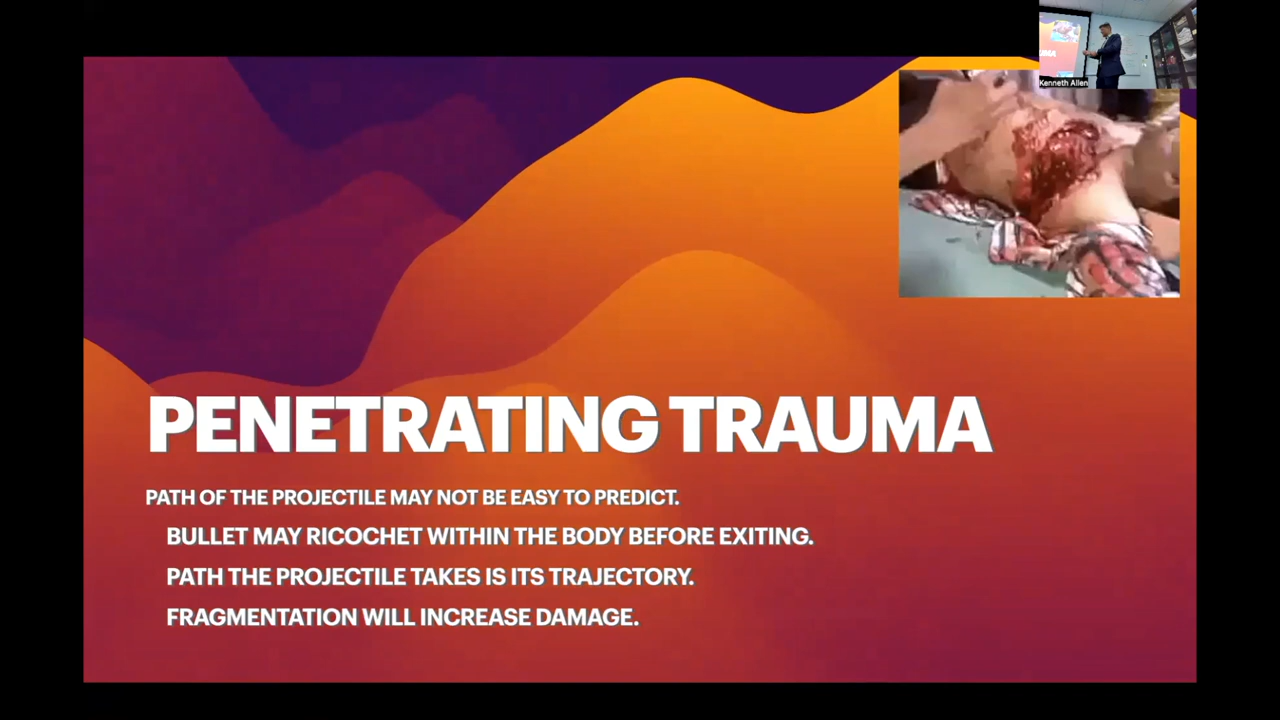 Kenneth Allen
PENETRATING TRAUMA
PATH OF THE PROJECTILE MAY NOT BE EASY TO PREDICT.
BULLET MAY RICOCHET WITHIN THE BODY BEFORE EXITING.
PATH THE PROJECTILE TAKES IS ITS TRAJECTORY.
FRAGMENTATION WILL INCREASE DAMAGE.